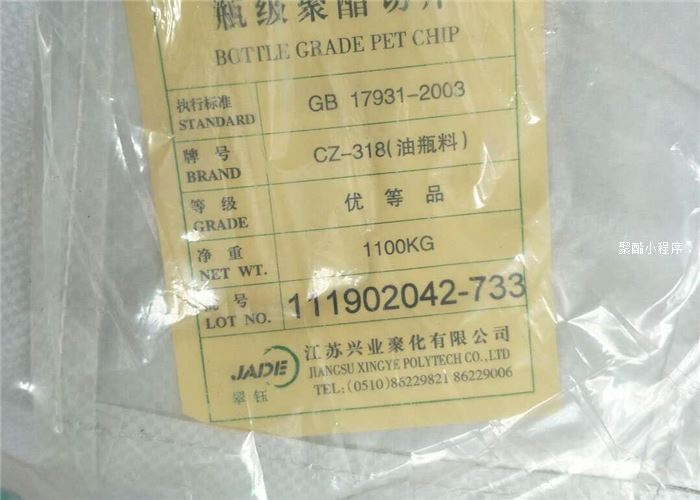 瓶级聚酯切片
BOTTLE GRADE PET CHIP
执行标准 GB 17931-2003
STANDARD
牌号 CZ-318(油瓶料)
BRAND
等级 优等品
GRADE
净重 1100KG
NET WT.
批号 111902042-733
LOT NO.
JADE 江苏兴业聚化有限公司
JIANGSU XINGYE POLYTECH CO.,LTD
翠钰 TEL:(0510)86229821 86229006
聚酯小程序